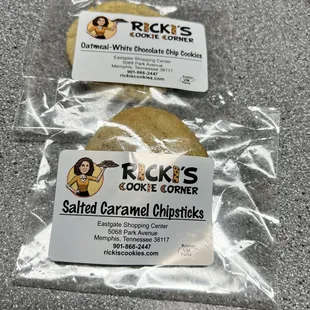 RICKI'S
COOKIE CORNER
Oatmeal-White Chocolate Chip Cookies
Eastgate Shopping Center
5068 Park Avenue
Memphis, Tennessee 38117
901-866-2447
rickiscookies.com
RICKI'S
COOKIE CORNER
Salted Caramel Chipsticks
Eastgate Shopping Center
5068 Park Avenue
Memphis, Tennessee 38117
901-866-2447
rickiscookies.com